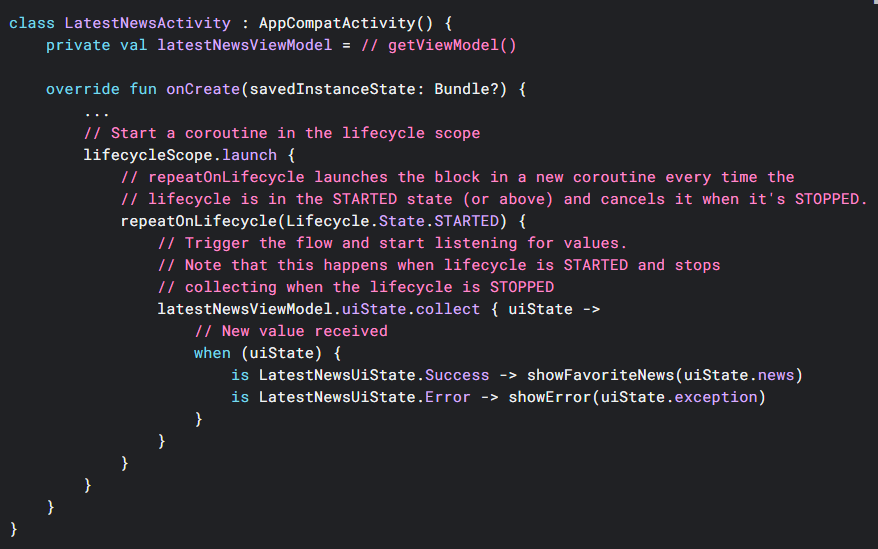 class LatestNewsActivity : AppCompatActivity() {
    private val latestNewsViewModel = // getViewModel()

    override fun onCreate(savedInstanceState: Bundle?) {
        ...
        // Start a coroutine in the lifecycle scope
        lifecycleScope.launch {
            // repeatOnLifecycle launches the block in a new coroutine every time the
            // lifecycle is in the STARTED state (or above) and cancels it when it's STOPPED.
            repeatOnLifecycle(Lifecycle.State.STARTED) {
                // Trigger the flow and start listening for values.
                // Note that this happens when lifecycle is STARTED and stops
                // collecting when the lifecycle is STOPPED
                latestNewsViewModel.uiState.collect { uiState ->
                    // New value received
                    when (uiState) {
                        is LatestNewsUiState.Success -> showFavoriteNews(uiState.news)
                        is LatestNewsUiState.Error -> showError(uiState.exception)
                    }
                }
            }
        }
    }
}